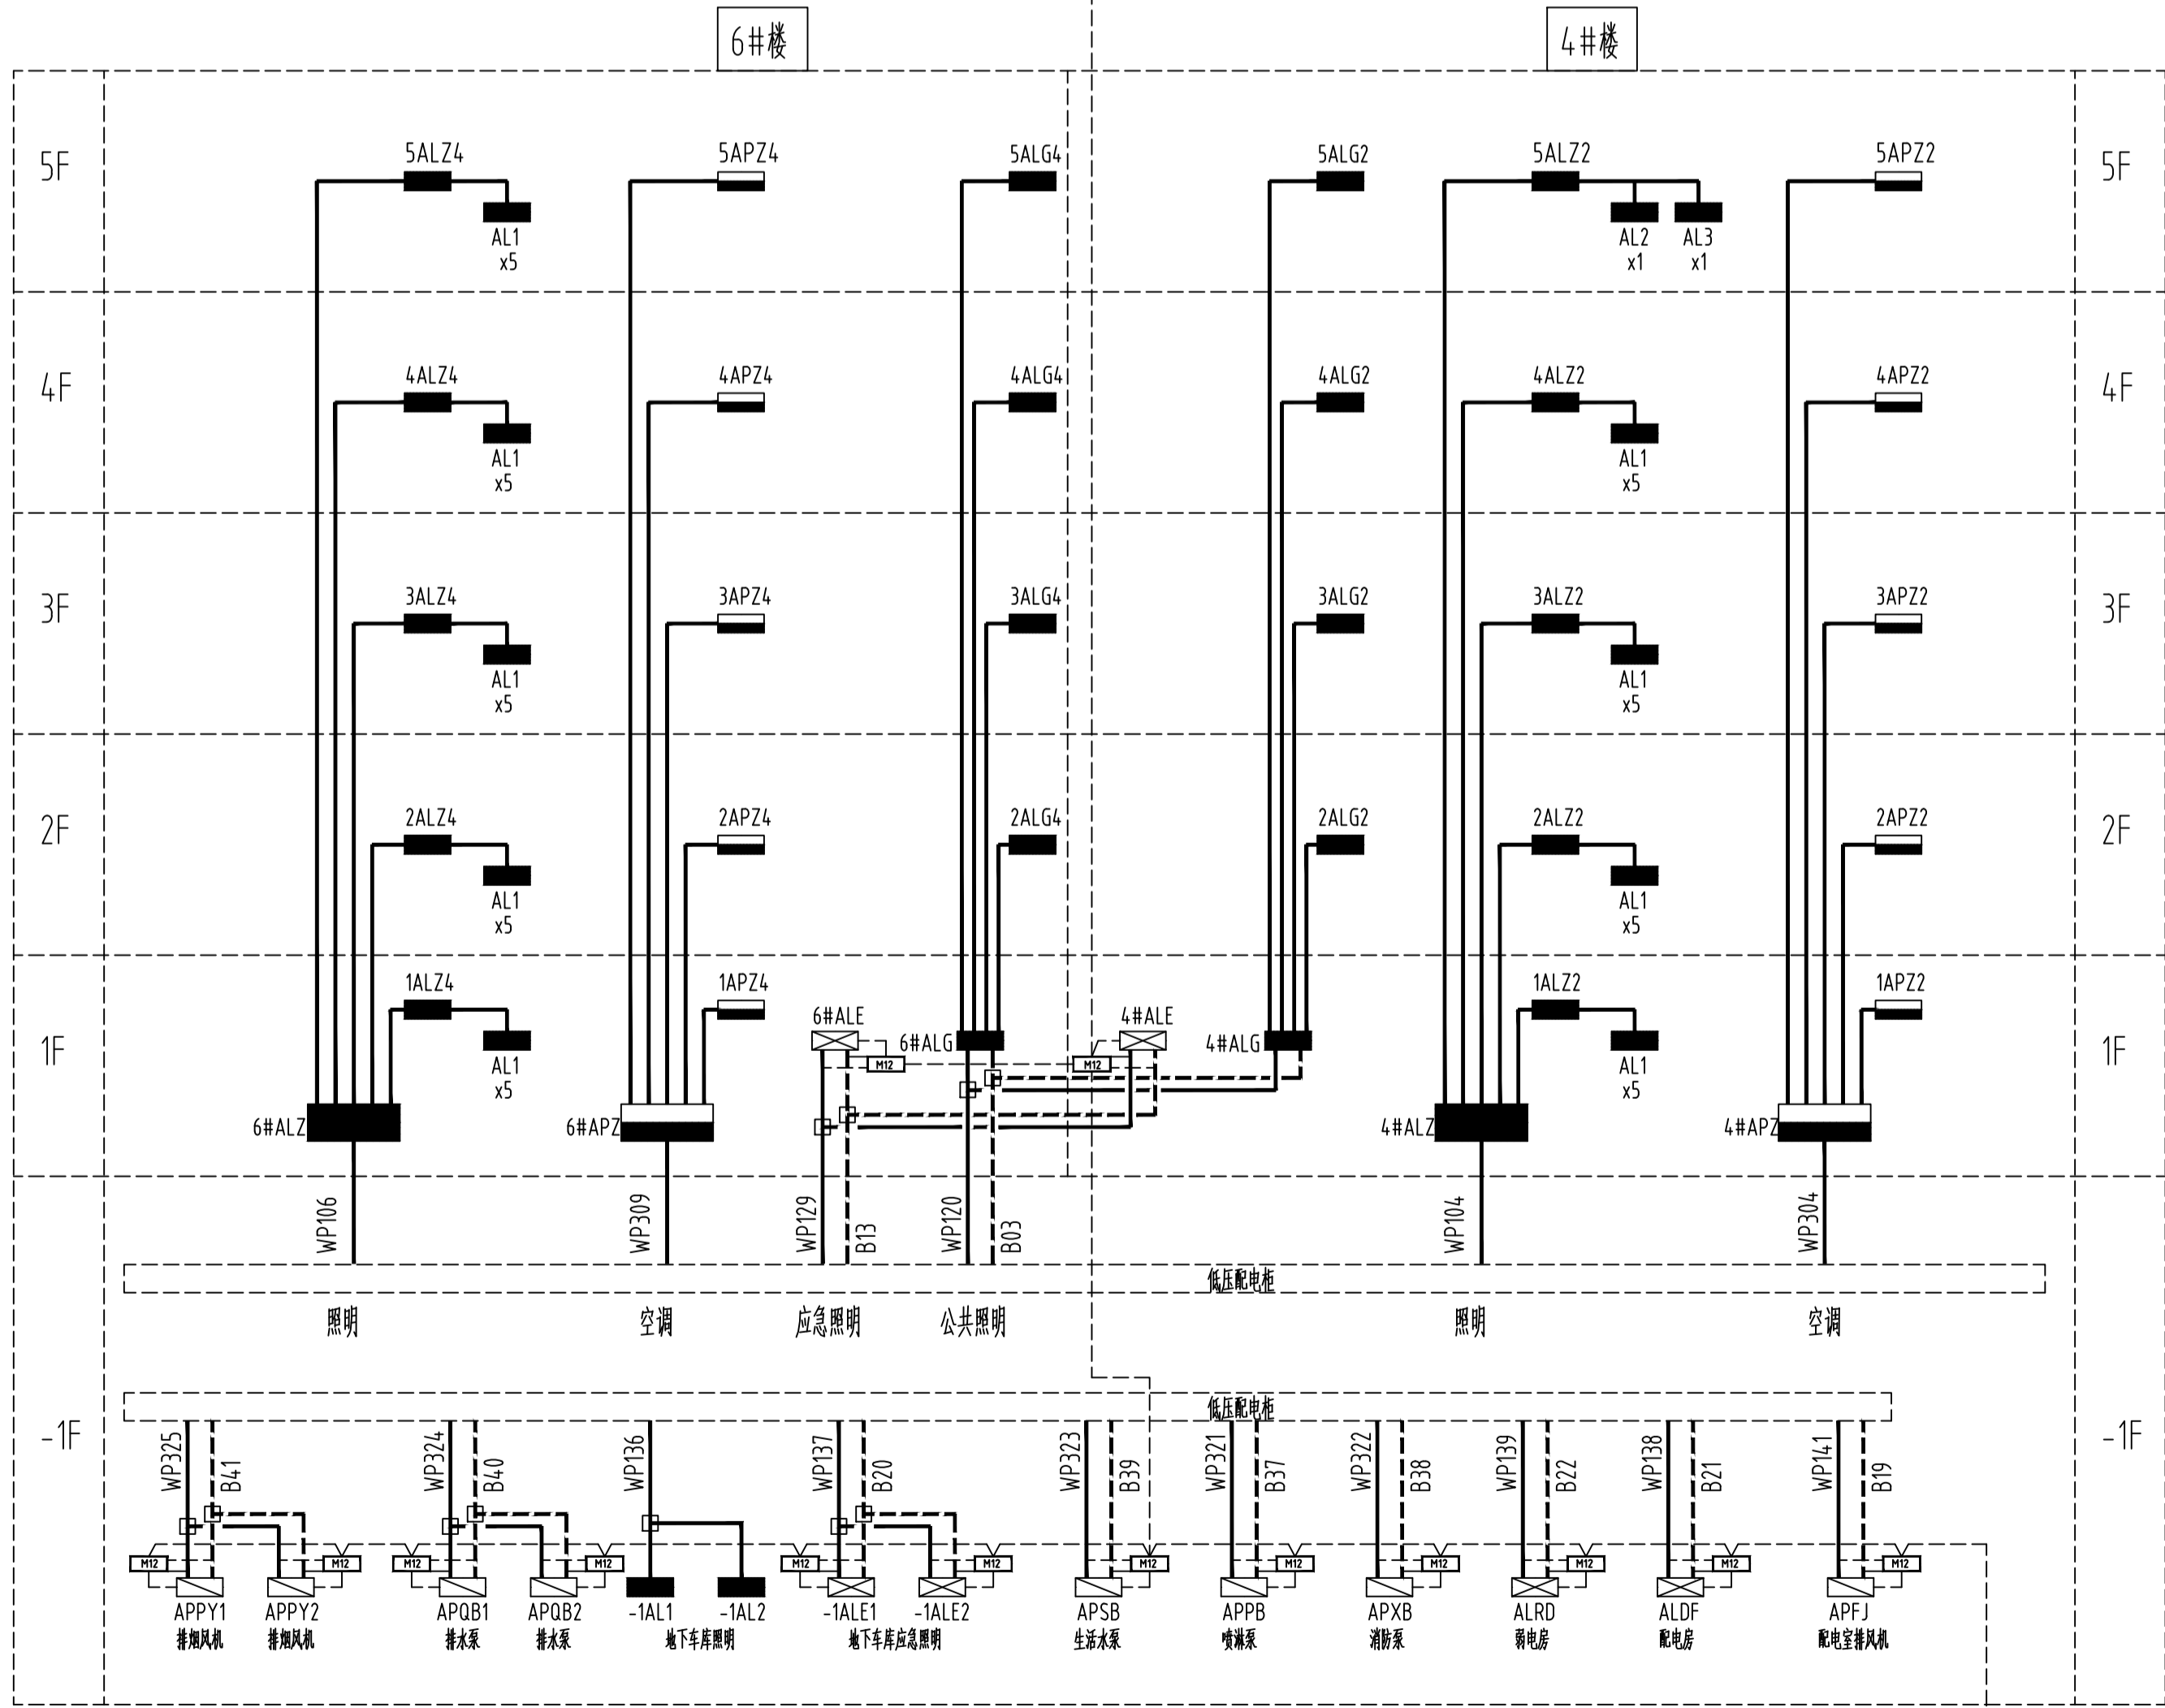 6#楼
4#楼
5F
5ALZ4
5APZ4
5ALG4
5ALG2
5ALZ2
5APZ2
5F
AL1
x5
AL2
x1
AL3
x1
4F
4ALZ4
4APZ4
4ALG4
4ALG2
4ALZ2
4APZ2
4F
AL1
x5
AL1
x5
3F
3ALZ4
3APZ4
3ALG4
3ALG2
3ALZ2
3APZ2
3F
AL1
x5
AL1
x5
2F
2ALZ4
2APZ4
2ALG4
2ALG2
2ALZ2
2APZ2
2F
AL1
x5
AL1
x5
1F
1ALZ4
1APZ4
1ALZ2
1APZ2
1F
6#ALE
6#ALG
4#ALE
4#ALG
M12
M12
AL1
x5
AL1
x5
6#ALZ
6#APZ
4#ALZ
4#APZ
WP106
WP309
WP129
B13
WP120
B03
WP104
WP304
低压配电柜
照明
空调
应急照明
公共照明
照明
空调
-1F
-1F
低压配电柜
WP325
B41
WP324
B40
WP136
WP137
B20
WP323
B39
WP321
B37
WP322
B38
WP139
B22
WP138
B21
WP141
B19
M12
M12
M12
M12
M12
M12
M12
M12
M12
M12
M12
M12
APPY1
APPY2
APQB1
APQB2
-1AL1
-1AL2
-1ALE1
-1ALE2
APSB
APPB
APXB
ALRD
ALDF
APFJ
排烟风机
排烟风机
排水泵
排水泵
地下车库照明
地下车库应急照明
生活水泵
喷淋泵
消防泵
弱电房
配电房
配电室排风机